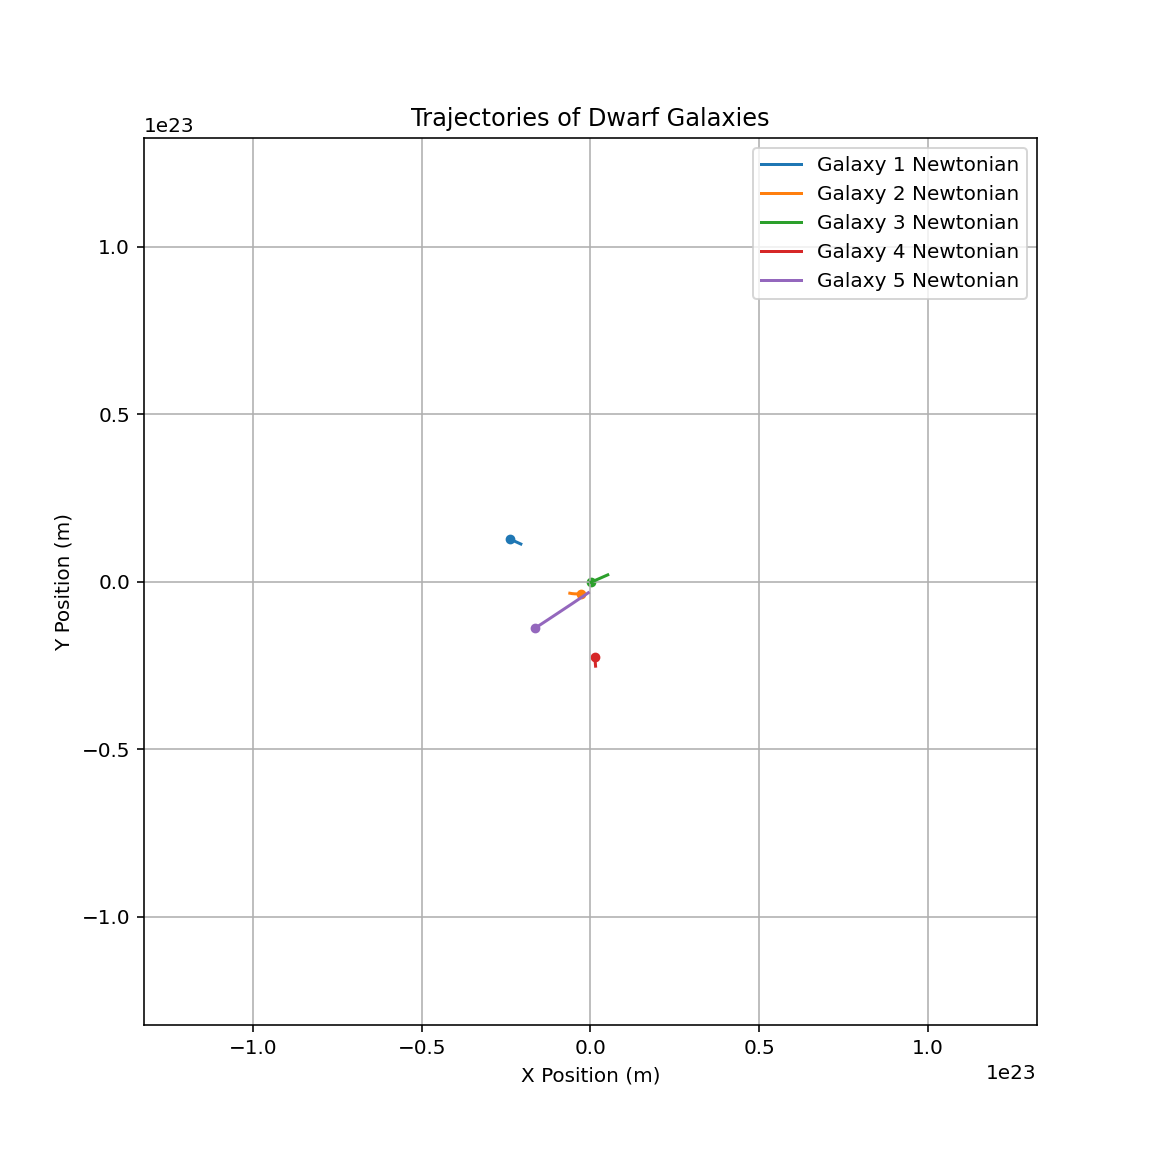 Trajectories of Dwarf Galaxies
1e23
Galaxy 1 Newtonian
Galaxy 2 Newtonian
Galaxy 3 Newtonian
Galaxy 4 Newtonian
Galaxy 5 Newtonian
1.0
0.5
0.0
−0.5
−1.0
Y Position (m)
−1.0 −0.5 0.0 0.5 1.0
1e23
X Position (m)